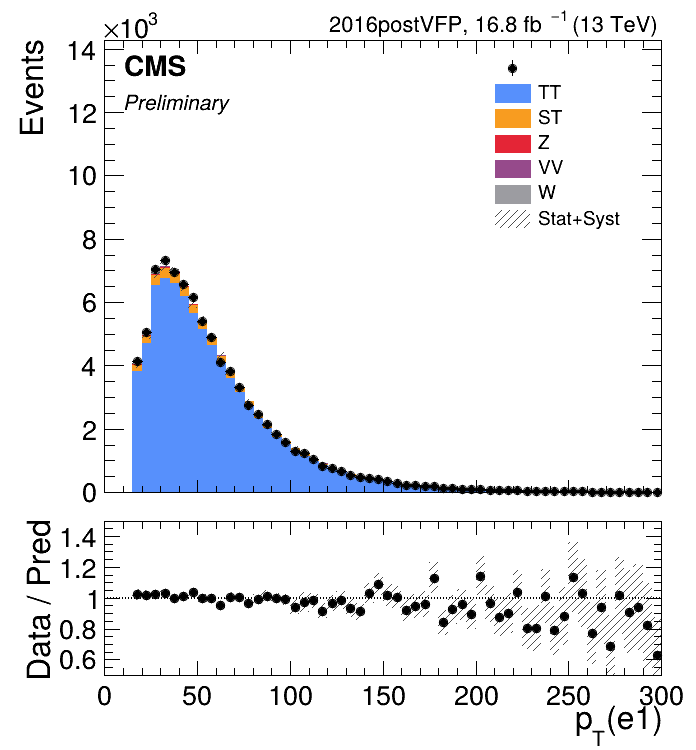 ×10³
2016postVFP, 16.8 fb ⁻¹ (13 TeV)
Events
14
12
10
8
6
4
2
0
CMS
Preliminary
TT
ST
Z
VV
W
Stat+Syst
Data / Pred
1.4
1.2
1
0.8
0.6
0 50 100 150 200 250 300
p_T(e1)